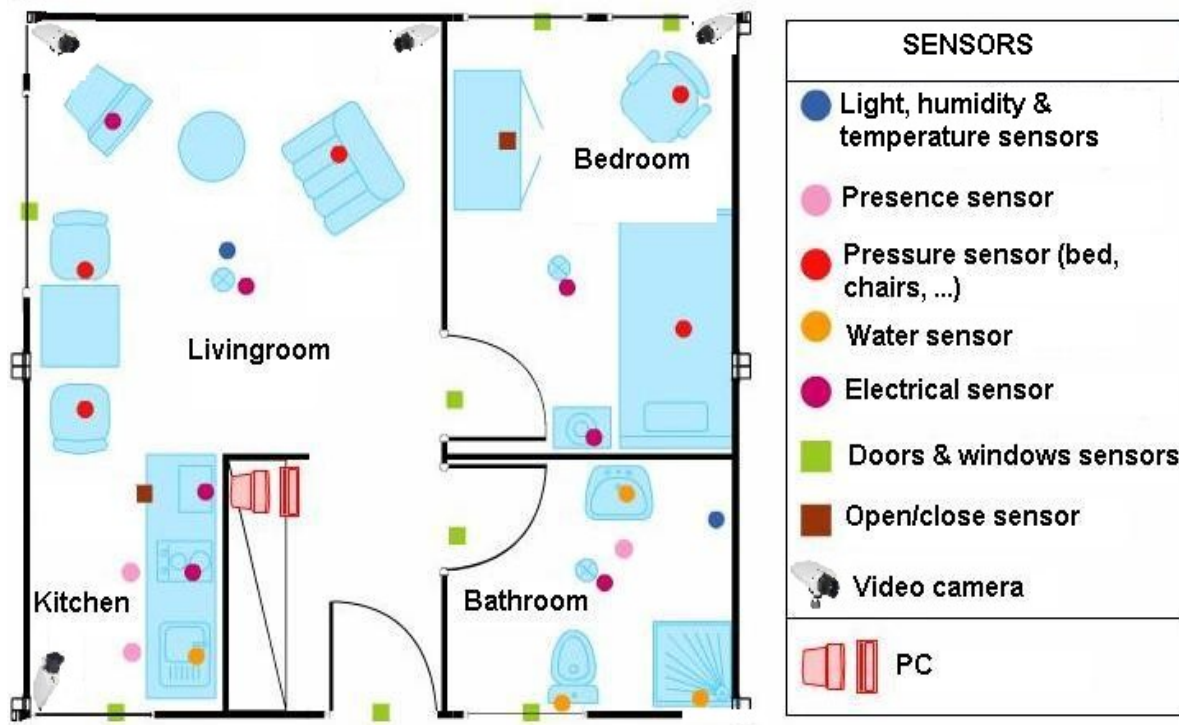 Bedroom
Livingroom
Kitchen
Bathroom
SENSORS
Light, humidity &
temperature sensors
Presence sensor
Pressure sensor (bed,
chairs, ...)
Water sensor
Electrical sensor
Doors & windows sensors
Open/close sensor
Video camera
PC